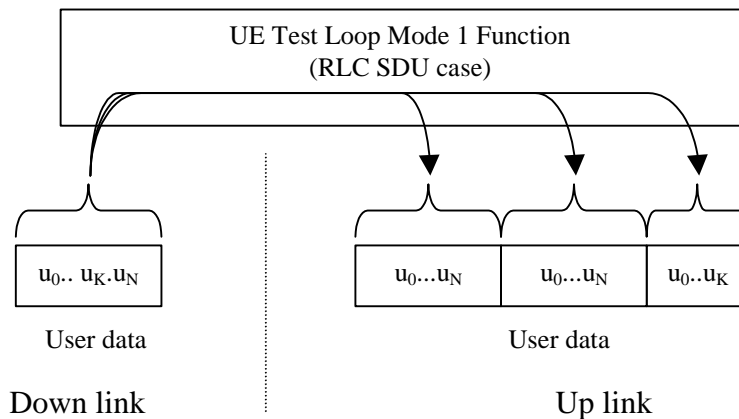 UE Test Loop Mode 1 Function
(RLC SDU case)
u0.. uK.uN
u0...uN
u0...uN
u0..uK
User data
User data
Down link
Up link